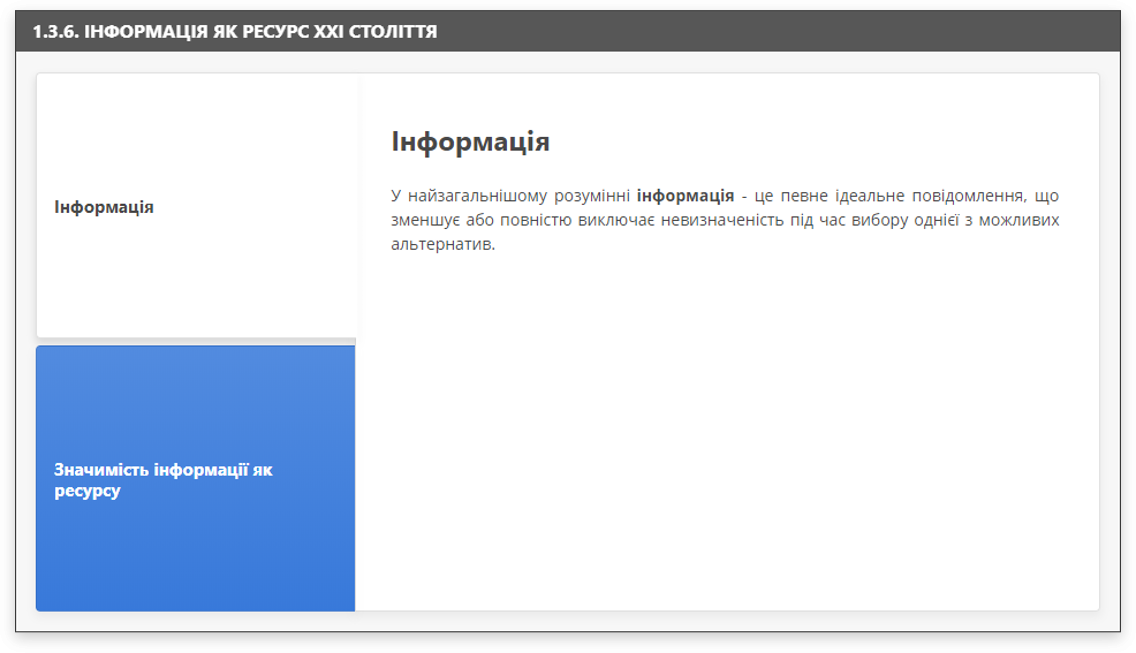 1.3.6. ІНФОРМАЦІЯ ЯК РЕСУРС ХХІ СТОЛІТТЯ
Інформація
Значимість інформації як
ресурсу
Інформація
У найзагальнішому розумінні інформація - це певне ідеальне повідомлення, що
зменшує або повністю виключає невизначеність під час вибору однієї з можливих
альтернатив.